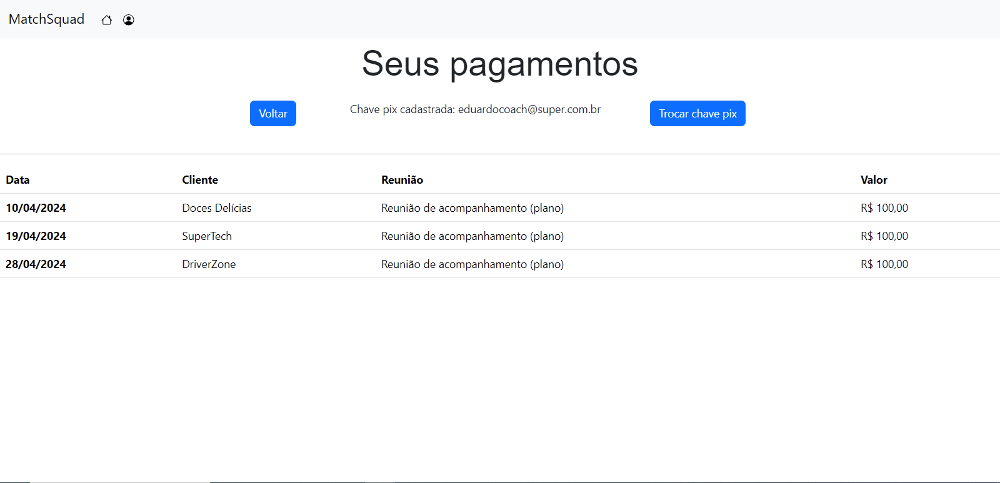 MatchSquad
Seus pagamentos
Voltar Chave pix cadastrada: eduardocoach@super.com.br Trocar chave pix
Data Cliente Reunião Valor
10/04/2024 Doces Delícias Reunião de acompanhamento (plano) R$ 100,00
19/04/2024 SuperTech Reunião de acompanhamento (plano) R$ 100,00
28/04/2024 DriverZone Reunião de acompanhamento (plano) R$ 100,00